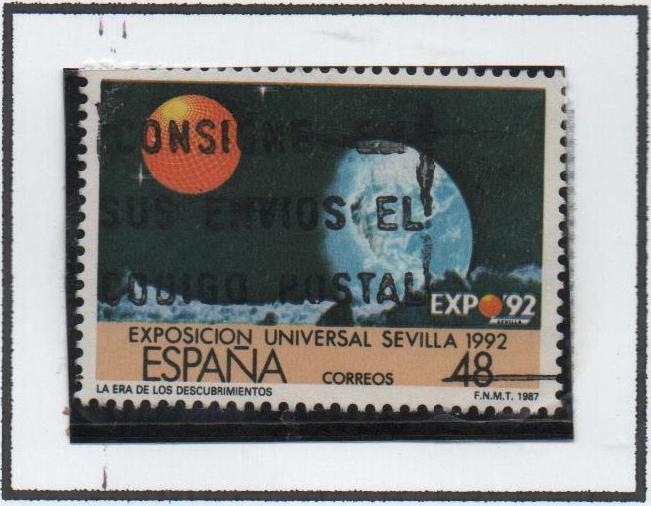 CONSIGNE EN
SUS ENVIOS EL
CODIGO POSTAL
EXPO'92
SEVILLA
EXPOSICION UNIVERSAL SEVILLA 1992
ESPAÑA CORREOS 48
LA ERA DE LOS DESCUBRIMIENTOS F.N.M.T. 1987